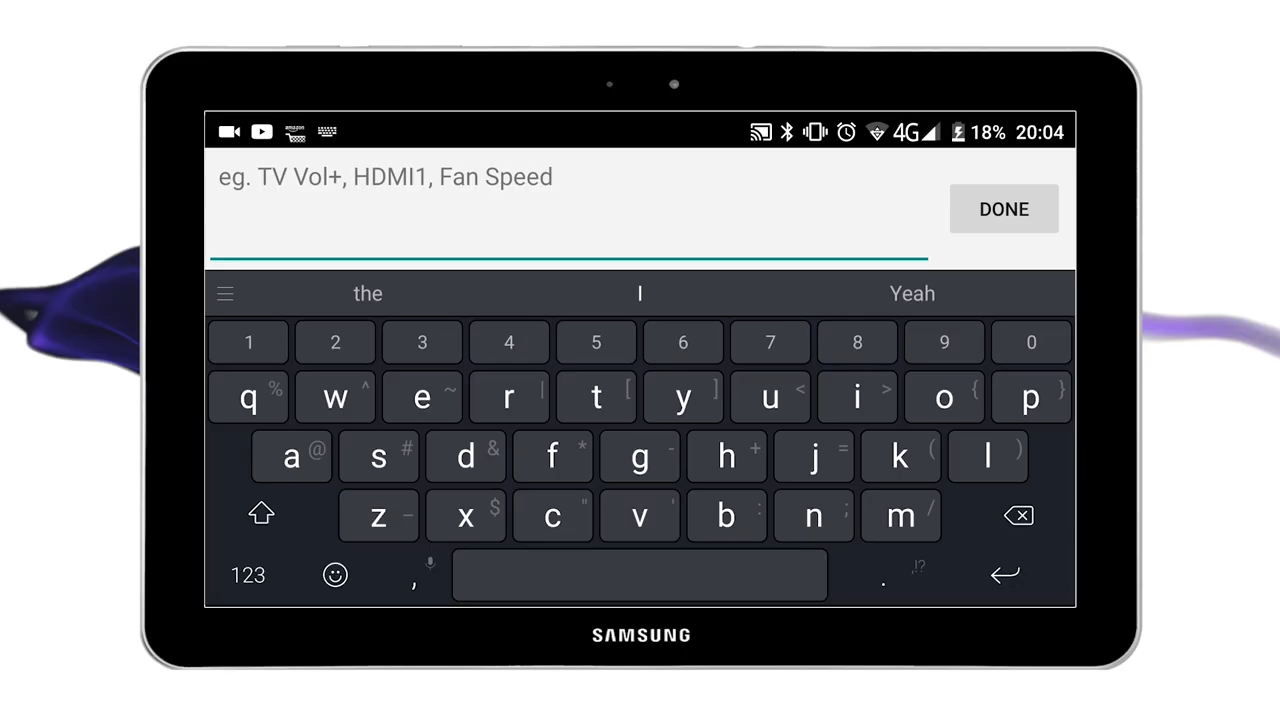 amazon
4G 18% 20:04
eg. TV Vol+, HDMI1, Fan Speed
DONE
the I Yeah
1 2 3 4 5 6 7 8 9 0
q % w ^ e ~ r | t [ y ] u < i > o { p }
a @ s # d & f * g - h + j = k ( l )
z _ x $ c " v ' b : n ; m /
123 , . ,!?
SAMSUNG